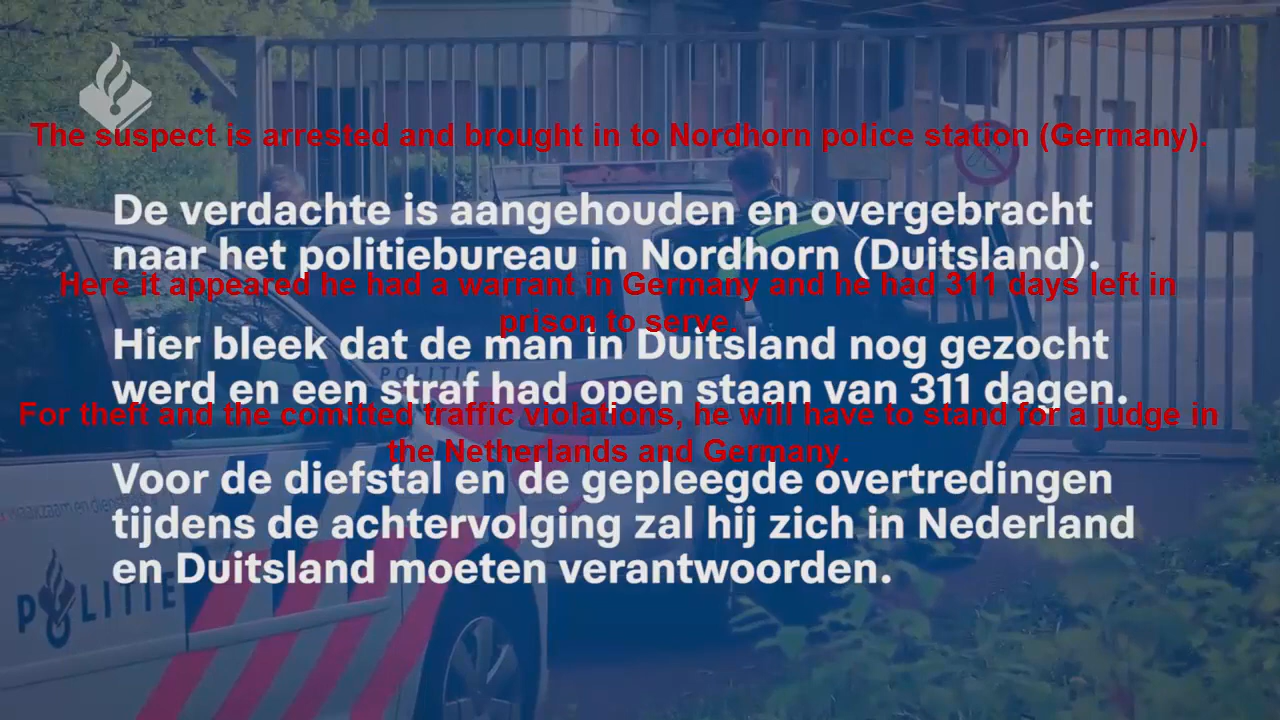 The suspect is arrested and brought in to Nordhorn police station (Germany).
De verdachte is aangehouden en overgebracht
naar het politiebureau in Nordhorn (Duitsland).
Here it appeared he had a warrant in Germany and he had 311 days left in
prison to serve.
Hier bleek dat de man in Duitsland nog gezocht
werd en een straf had open staan van 311 dagen.
POLITIE
For theft and the comitted traffic violations, he will have to stand for a judge in
the Netherlands and Germany.
Voor de diefstal en de gepleegde overtredingen
tijdens de achtervolging zal hij zich in Nederland
en Duitsland moeten verantwoorden.
POLITIE